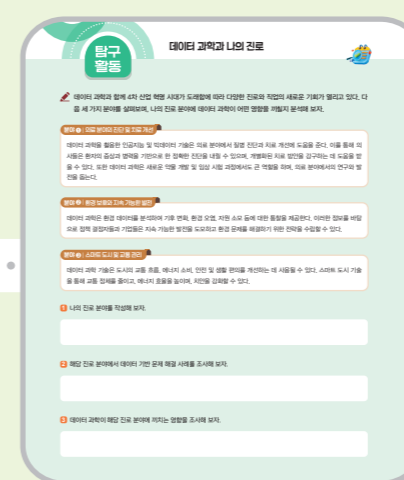 탐구
활동
데이터 과학과 나의 진로
데이터 과학과 함께 4차 산업 혁명 시대가 도래함에 따라 다양한 진로와 직업의 새로운 기회가 열리고 있다. 다
음 세 가지 분야를 살펴보며, 나의 진로 분야에 데이터 과학이 어떤 영향을 끼칠지 분석해 보자.
분야 ❶ : 의료 분야의 진단 및 치료 개선
데이터 과학을 활용한 인공지능 및 빅데이터 기술은 의료 분야에서 질병 진단과 치료 개선에 도움을 준다. 이를 통해 의
사들은 환자의 증상과 병력을 기반으로 한 정확한 진단을 내릴 수 있으며, 개별화된 치료 방안을 강구하는 데 도움을 받
을 수 있다. 또한 데이터 과학은 새로운 약물 개발 및 임상 시험 과정에서도 큰 역할을 하며, 의료 분야에서의 연구와 발
전을 돕는다.
분야 ❷ : 환경 보호와 지속 가능한 발전
데이터 과학은 환경 데이터를 분석하여 기후 변화, 환경 오염, 자원 소모 등에 대한 통찰을 제공한다. 이러한 정보를 바탕
으로 정책 결정자들과 기업들은 지속 가능한 발전을 도모하고 환경 문제를 해결하기 위한 전략을 수립할 수 있다.
분야 ❸ : 스마트 도시 및 교통 관리
데이터 과학 기술은 도시의 교통 흐름, 에너지 소비, 안전 및 생활 편의를 개선하는 데 사용될 수 있다. 스마트 도시 기술
을 통해 교통 정체를 줄이고, 에너지 효율을 높이며, 치안을 강화할 수 있다.
1 나의 진로 분야를 작성해 보자.
2 해당 진로 분야에서 데이터 기반 문제 해결 사례를 조사해 보자.
3 데이터 과학이 해당 진로 분야에 끼치는 영향을 조사해 보자.